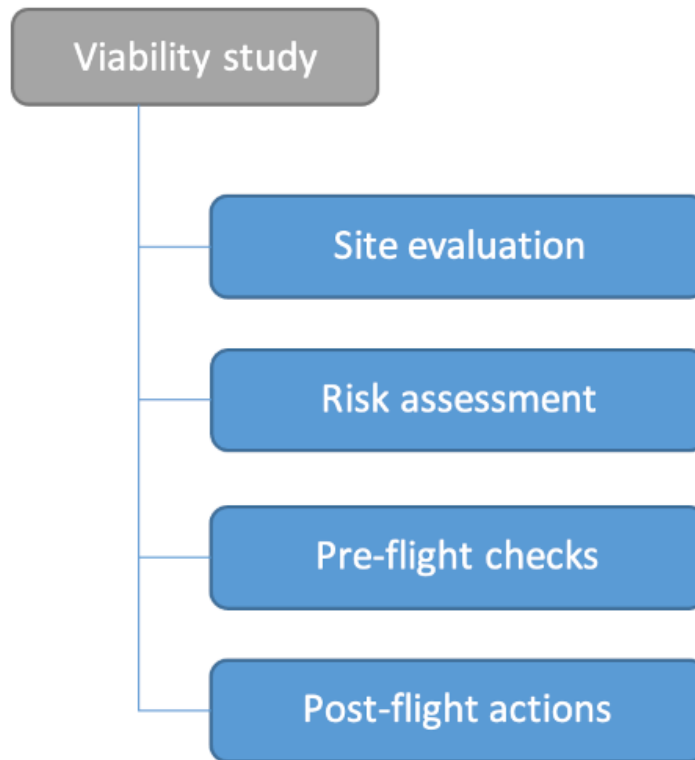 Viability study
Site evaluation
Risk assessment
Pre-flight checks
Post-flight actions